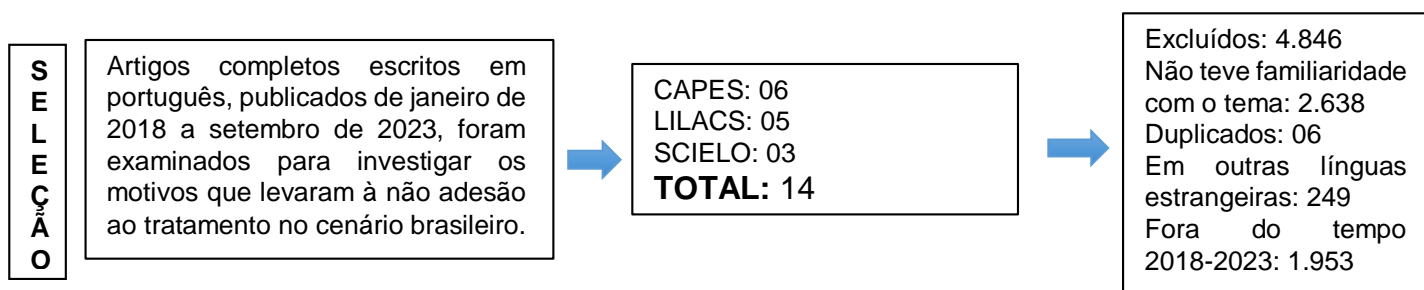 S
E
L
E
Ç
Ã
O
Artigos completos escritos em
português, publicados de janeiro de
2018 a setembro de 2023, foram
examinados para investigar os
motivos que levaram à não adesão
ao tratamento no cenário brasileiro.
CAPES: 06
LILACS: 05
SCIELO: 03
TOTAL: 14
Excluídos: 4.846
Não teve familiaridade
com o tema: 2.638
Duplicados: 06
Em outras línguas
estrangeiras: 249
Fora do tempo
2018-2023: 1.953